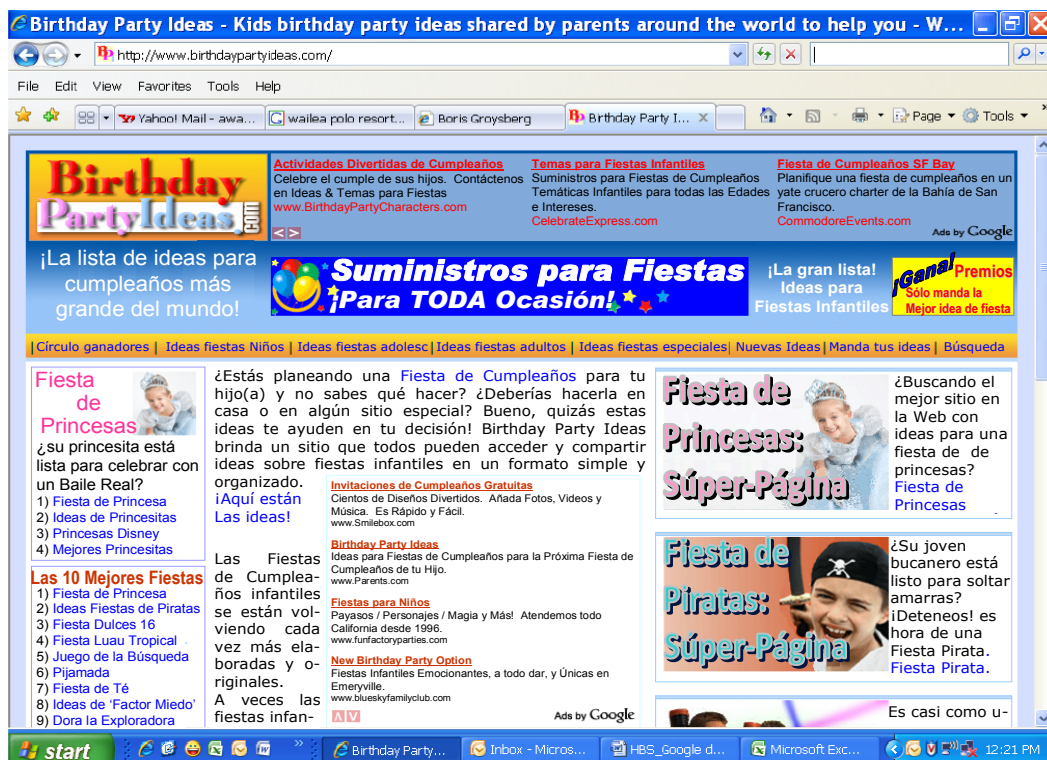 Birthday Party Ideas - Kids birthday party ideas shared by parents around the world to help you - W...
http://www.birthdaypartyideas.com/
File Edit View Favorites Tools Help
Yahoo! Mail - awa... wailea polo resort... Boris Groysberg Birthday Party I... Page Tools
Birthday
PartyIdeas.com
Actividades Divertidas de Cumpleaños
Celebre el cumple de sus hijos. Contáctenos
en Ideas & Temas para Fiestas
www.BirthdayPartyCharacters.com
Temas para Fiestas Infantiles
Suministros para Fiestas de Cumpleaños
Temáticas Infantiles para todas las Edades
e Intereses.
CelebrateExpress.com
Fiesta de Cumpleaños SF Bay
Planifique una fiesta de cumpleaños en un
yate crucero charter de la Bahía de San
Francisco.
CommodoreEvents.com
Ads by Google
¡La lista de ideas para
cumpleaños más
grande del mundo!
Suministros para Fiestas
¡Para TODA Ocasión!
¡La gran lista!
Ideas para
Fiestas Infantiles
¡Gana! Premios
Sólo manda la
Mejor idea de fiesta
|Círculo ganadores | Ideas fiestas Niños | Ideas fiestas adolesc|Ideas fiestas adultos | Ideas fiestas especiales| Nuevas Ideas|Manda tus ideas| Búsqueda
Fiesta
de
Princesas
¿su princesita está
lista para celebrar con
un Baile Real?
1) Fiesta de Princesa
2) Ideas de Princesitas
3) Princesas Disney
4) Mejores Princesitas
Las 10 Mejores Fiestas
1) Fiesta de Princesa
2) Ideas Fiestas de Piratas
3) Fiesta Dulces 16
4) Fiesta Luau Tropical
5) Juego de la Búsqueda
6) Pijamada
7) Fiesta de Té
8) Ideas de 'Factor Miedo'
9) Dora la Exploradora
¿Estás planeando una Fiesta de Cumpleaños para tu
hijo(a) y no sabes qué hacer? ¿Deberías hacerla en
casa o en algún sitio especial? Bueno, quizás estas
ideas te ayuden en tu decisión! Birthday Party Ideas
brinda un sitio que todos pueden acceder y compartir
ideas sobre fiestas infantiles en un formato simple y
organizado.
¡Aquí están
Las ideas!
Las Fiestas
de Cumplea-
ños infantiles
se están vol-
viendo cada
vez más ela-
boradas y o-
riginales.
A veces las
fiestas infan-
Invitaciones de Cumpleaños Gratuitas
Cientos de Diseños Divertidos. Añada Fotos, Videos y
Música. Es Rápido y Fácil.
www.Smilebox.com
Birthday Party Ideas
Ideas para Fiestas de Cumpleaños para la Próxima Fiesta de
Cumpleaños de tu Hijo.
www.Parents.com
Fiestas para Niños
Payasos / Personajes / Magia y Más! Atendemos todo
California desde 1996.
www.funfactoryparties.com
New Birthday Party Option
Fiestas Infantiles Emocionantes, a todo dar, y Únicas en
Emeryville.
www.blueskyfamilyclub.com
Ads by Google
Fiesta de
Princesas:
Súper-Página
¿Buscando el
mejor sitio en
la Web con
ideas para una
fiesta de de
princesas?
Fiesta de
Princesas
Fiesta de
Piratas:
Súper-Página
¿Su joven
bucanero está
listo para soltar
amarras?
¡Deteneos! es
hora de una
Fiesta Pirata.
Fiesta Pirata.
Es casi como u-
start Birthday Party... Inbox - Micros... HBS_Google d... Microsoft Exc... 12:21 PM